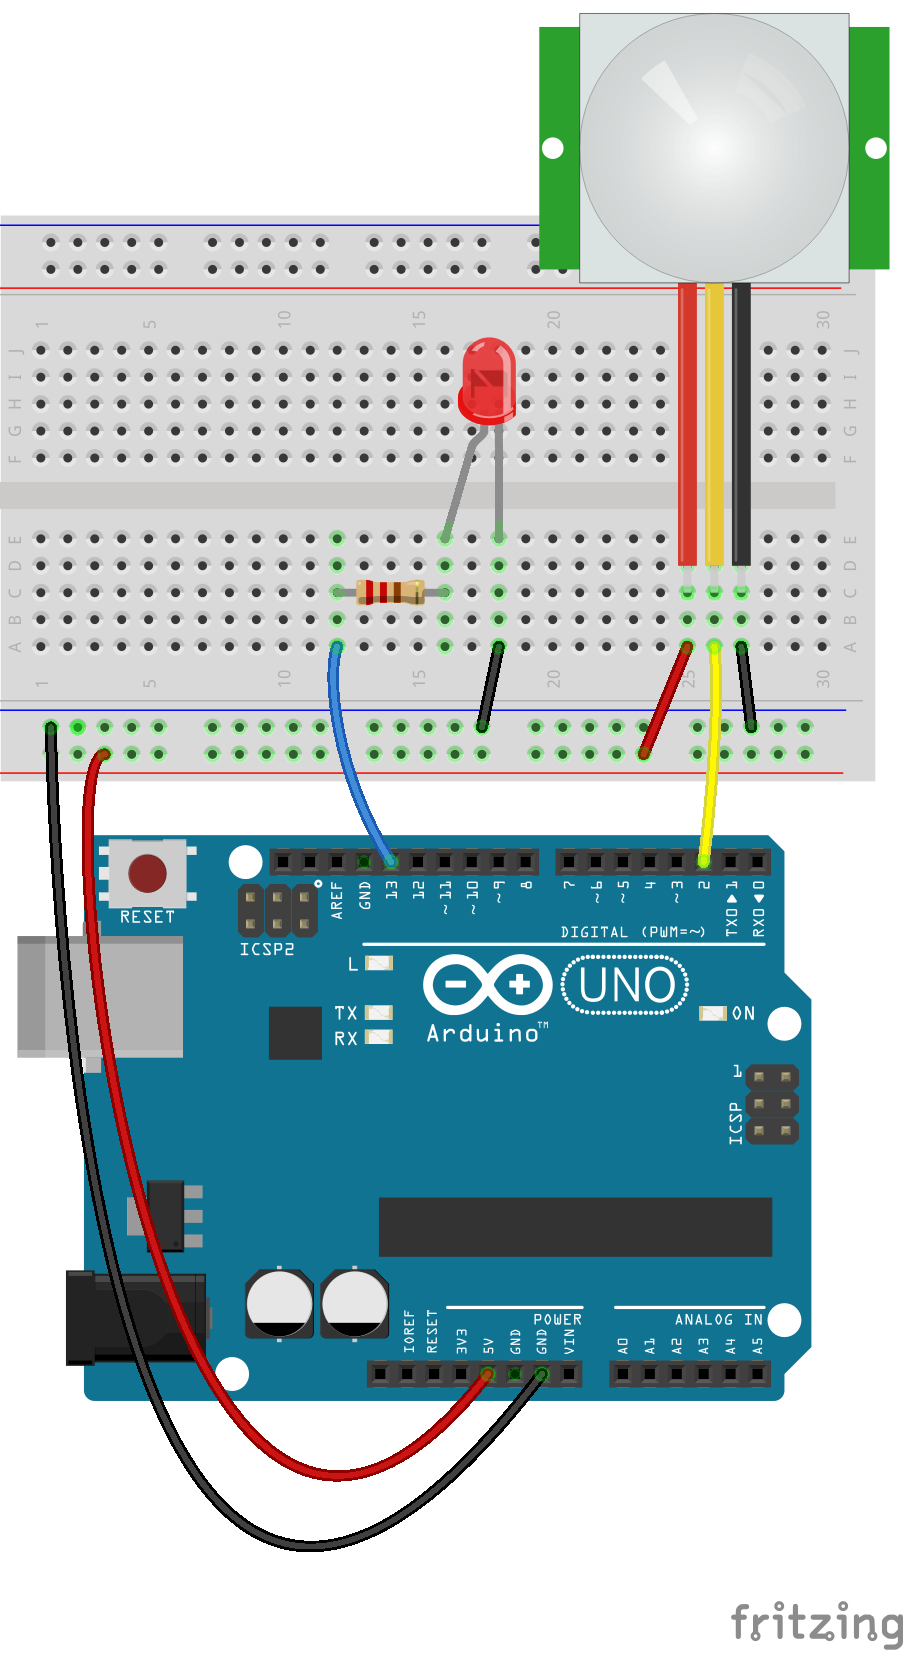 1 5 10 15 20 30
J J
I I
H H
G G
F F
E E
D D
C C
B B
A A
1 5 10 15 20 25 30
RESET
ICSP2
AREF GND 13 12 ~11 ~10 ~9 8 7 ~6 ~5 4 ~3 2 TX0▶1 RX0◀0
DIGITAL (PWM=~)
L
TX
RX
UNO
Arduino™
ON
1
ICSP
IOREF RESET 3V3 5V GND GND VIN A0 A1 A2 A3 A4 A5
POWER
ANALOG IN
fritzing